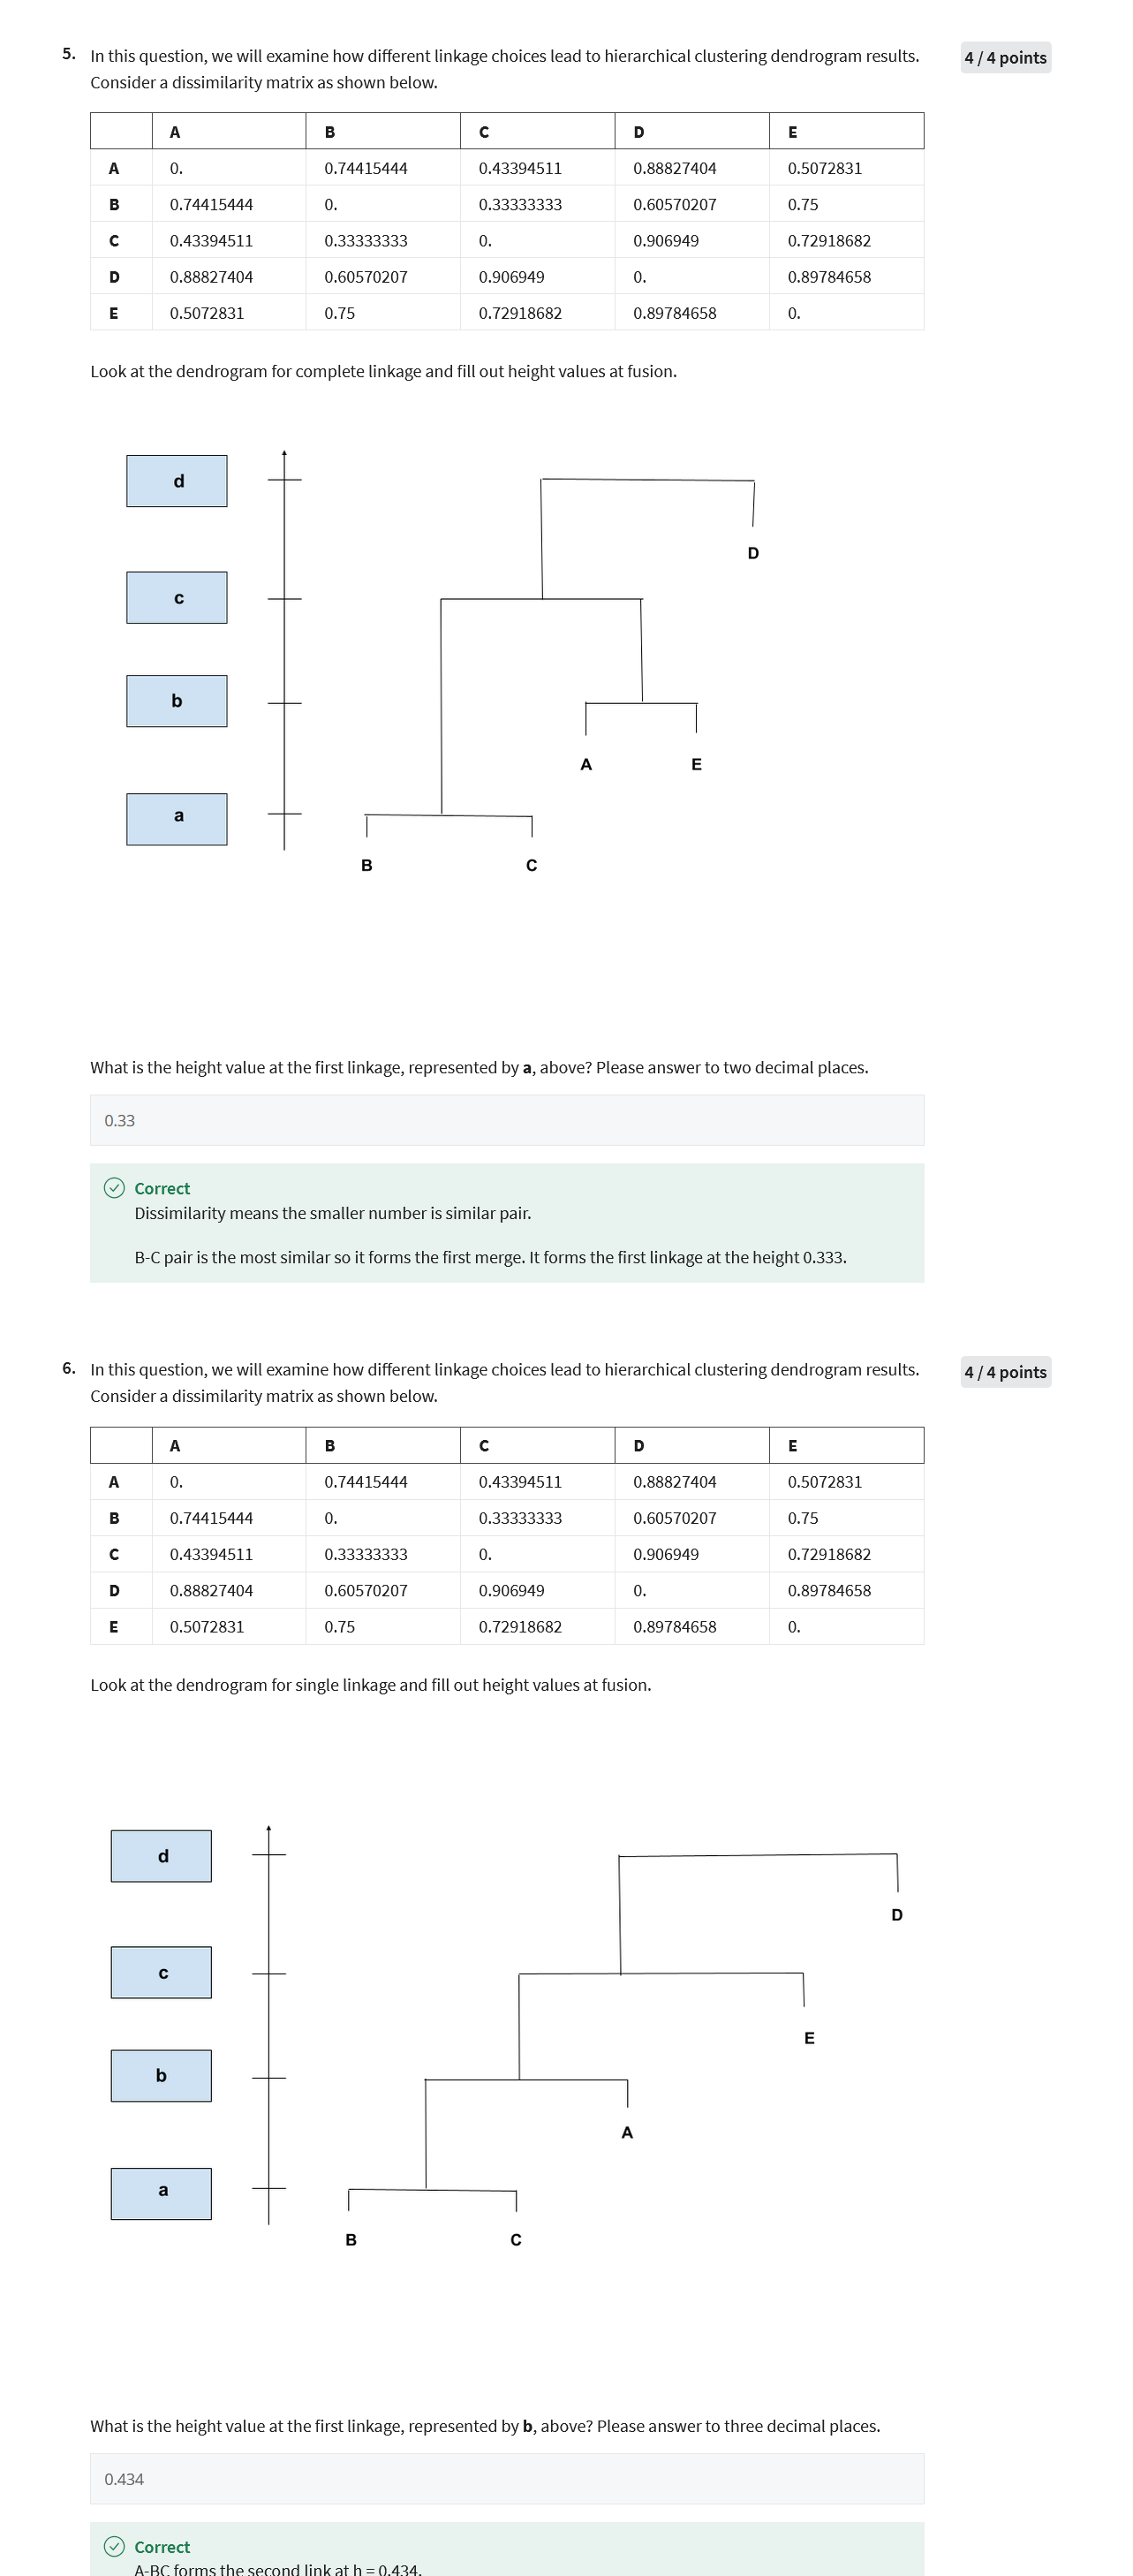 5. In this question, we will examine how different linkage choices lead to hierarchical clustering dendrogram results. 4 / 4 points
Consider a dissimilarity matrix as shown below.
A B C D E
A 0. 0.74415444 0.43394511 0.88827404 0.5072831
B 0.74415444 0. 0.33333333 0.60570207 0.75
C 0.43394511 0.33333333 0. 0.906949 0.72918682
D 0.88827404 0.60570207 0.906949 0. 0.89784658
E 0.5072831 0.75 0.72918682 0.89784658 0.
Look at the dendrogram for complete linkage and fill out height values at fusion.
d
D
c
b
A E
a
B C
What is the height value at the first linkage, represented by a, above? Please answer to two decimal places.
0.33
Correct
Dissimilarity means the smaller number is similar pair.
B-C pair is the most similar so it forms the first merge. It forms the first linkage at the height 0.333.
6. In this question, we will examine how different linkage choices lead to hierarchical clustering dendrogram results. 4 / 4 points
Consider a dissimilarity matrix as shown below.
A B C D E
A 0. 0.74415444 0.43394511 0.88827404 0.5072831
B 0.74415444 0. 0.33333333 0.60570207 0.75
C 0.43394511 0.33333333 0. 0.906949 0.72918682
D 0.88827404 0.60570207 0.906949 0. 0.89784658
E 0.5072831 0.75 0.72918682 0.89784658 0.
Look at the dendrogram for single linkage and fill out height values at fusion.
d
D
c
E
b
A
a
B C
What is the height value at the first linkage, represented by b, above? Please answer to three decimal places.
0.434
Correct
A-BC forms the second link at h = 0.434.